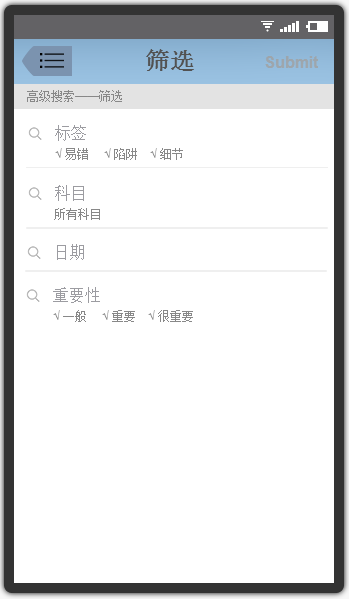 筛选 Submit
高级搜索——筛选
标签
√易错 √陷阱 √细节
科目
所有科目
日期
重要性
√一般 √重要 √很重要